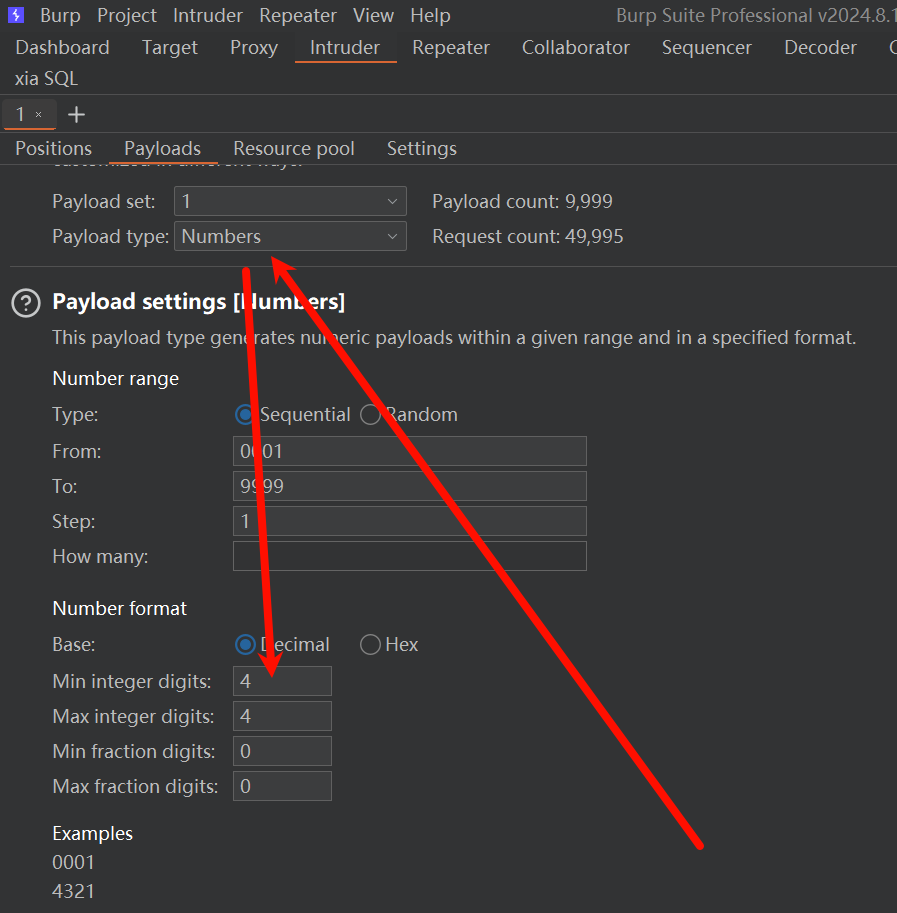 Burp Project Intruder Repeater View Help Burp Suite Professional v2024.8.1
Dashboard Target Proxy Intruder Repeater Collaborator Sequencer Decoder
xia SQL
1 × +
Positions Payloads Resource pool Settings
customized in different ways.
Payload set: 1 Payload count: 9,999
Payload type: Numbers Request count: 49,995
? Payload settings [Numbers]
This payload type generates numeric payloads within a given range and in a specified format.
Number range
Type: Sequential Random
From: 0001
To: 9999
Step: 1
How many:
Number format
Base: Decimal Hex
Min integer digits: 4
Max integer digits: 4
Min fraction digits: 0
Max fraction digits: 0
Examples
0001
4321